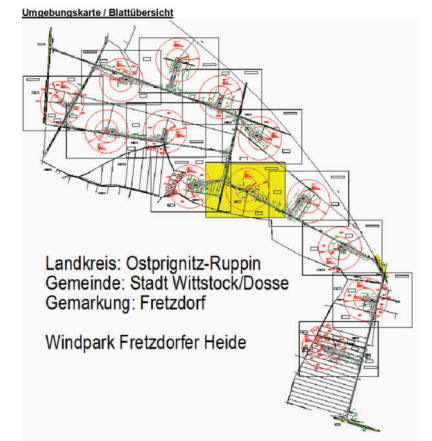 Umgebungskarte / Blattübersicht
Landkreis: Ostprignitz-Ruppin
Gemeinde: Stadt Wittstock/Dosse
Gemarkung: Fretzdorf
Windpark Fretzdorfer Heide